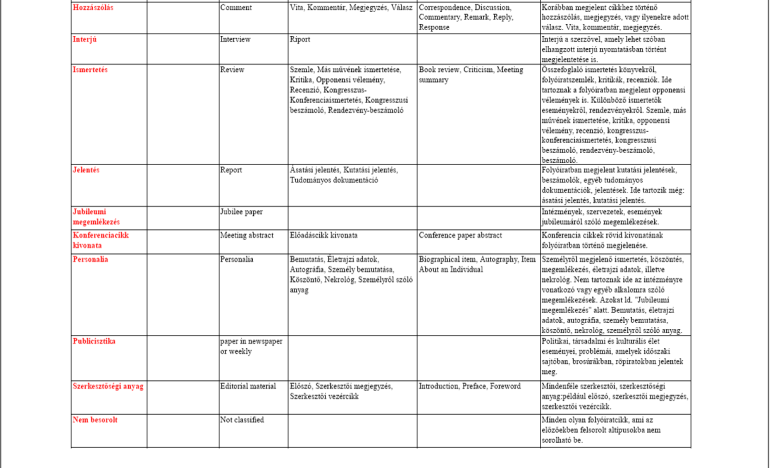 Hozzászólás Comment Vita, Kommentár, Megjegyzés, Válasz Correspondence, Discussion, Korábban megjelent cikkhez történő
Commentary, Remark, Reply, hozzászólás, megjegyzés, vagy ilyenekre adott
Response válasz. Vita, kommentár, megjegyzés.
Interjú Interview Riport Interjú a szerzővel, amely lehet szóban
elhangzott interjú nyomtatásban történt
megjelentetése is.
Ismertetés Review Szemle, Más művének ismertetése, Book review, Criticism, Meeting Összefoglaló ismertetés könyvekről,
Kritika, Opponensi vélemény, summary folyóiratszemlék, kritikák, recenziók. Ide
Recenzió, Kongresszus- tartoznak a folyóiratban megjelent opponensi
Konferenciaismertetés, Kongresszusi vélemények is. Különböző ismertetők
beszámoló, Rendezvény-beszámoló eseményekről, rendezvényekről. Szemle, más
művének ismertetése, kritika, opponensi
vélemény, recenzió, kongresszus-
konferenciaismertetés, kongresszusi
beszámoló, rendezvény-beszámoló,
beszámoló.
Jelentés Report Ásatási jelentés, Kutatási jelentés, Folyóiratban megjelent kutatási jelentések,
Tudományos dokumentáció beszámolók, egyéb tudományos
dokumentációk, jelentések. Ide tartozik még:
ásatási jelentés, kutatási jelentés.
Jubileumi Jubilee paper Intézmények, szervezetek, események
megemlékezés jubileumáról szóló megemlékezések.
Konferenciacikk Meeting abstract Előadáscikk kivonata Conference paper abstract Konferencia cikkek rövid kivonatának
kivonata folyóiratban történő megjelenése.
Personalia Personalia Bemutatás, Életrajzi adatok, Biographical item, Autography, Item Személyről megjelenő ismertetés, köszöntés,
Autográfia, Személy bemutatása, About an Individual megemlékezés, életrajzi adatok, illetve
Köszöntő, Nekrológ, Személyről szóló nekrológ. Nem tartoznak ide az intézményre
anyag vonatkozó vagy egyéb alkalomra szóló
megemlékezések. Azokat ld. "Jubileumi
megemlékezés" alatt. Bemutatás, életrajzi
adatok, autográfia, személy bemutatása,
köszöntő, nekrológ, személyről szóló anyag.
Publicisztika paper in newspaper Politikai, társadalmi és kulturális élet
or weekly eseményei, problémái, amelyek időszaki
sajtóban, brosúrákban, röpiratokban jelentek
meg.
Szerkesztőségi anyag Editorial material Előszó, Szerkesztői megjegyzés, Introduction, Preface, Foreword Mindenféle szerkesztői, szerkesztőségi
Szerkesztői vezércikk anyag:például előszó, szerkesztői megjegyzés,
szerkesztői vezércikk.
Nem besorolt Not classified Minden olyan folyóiratcikk, ami az
előzőekben felsorolt altípusokba nem
sorolható be.